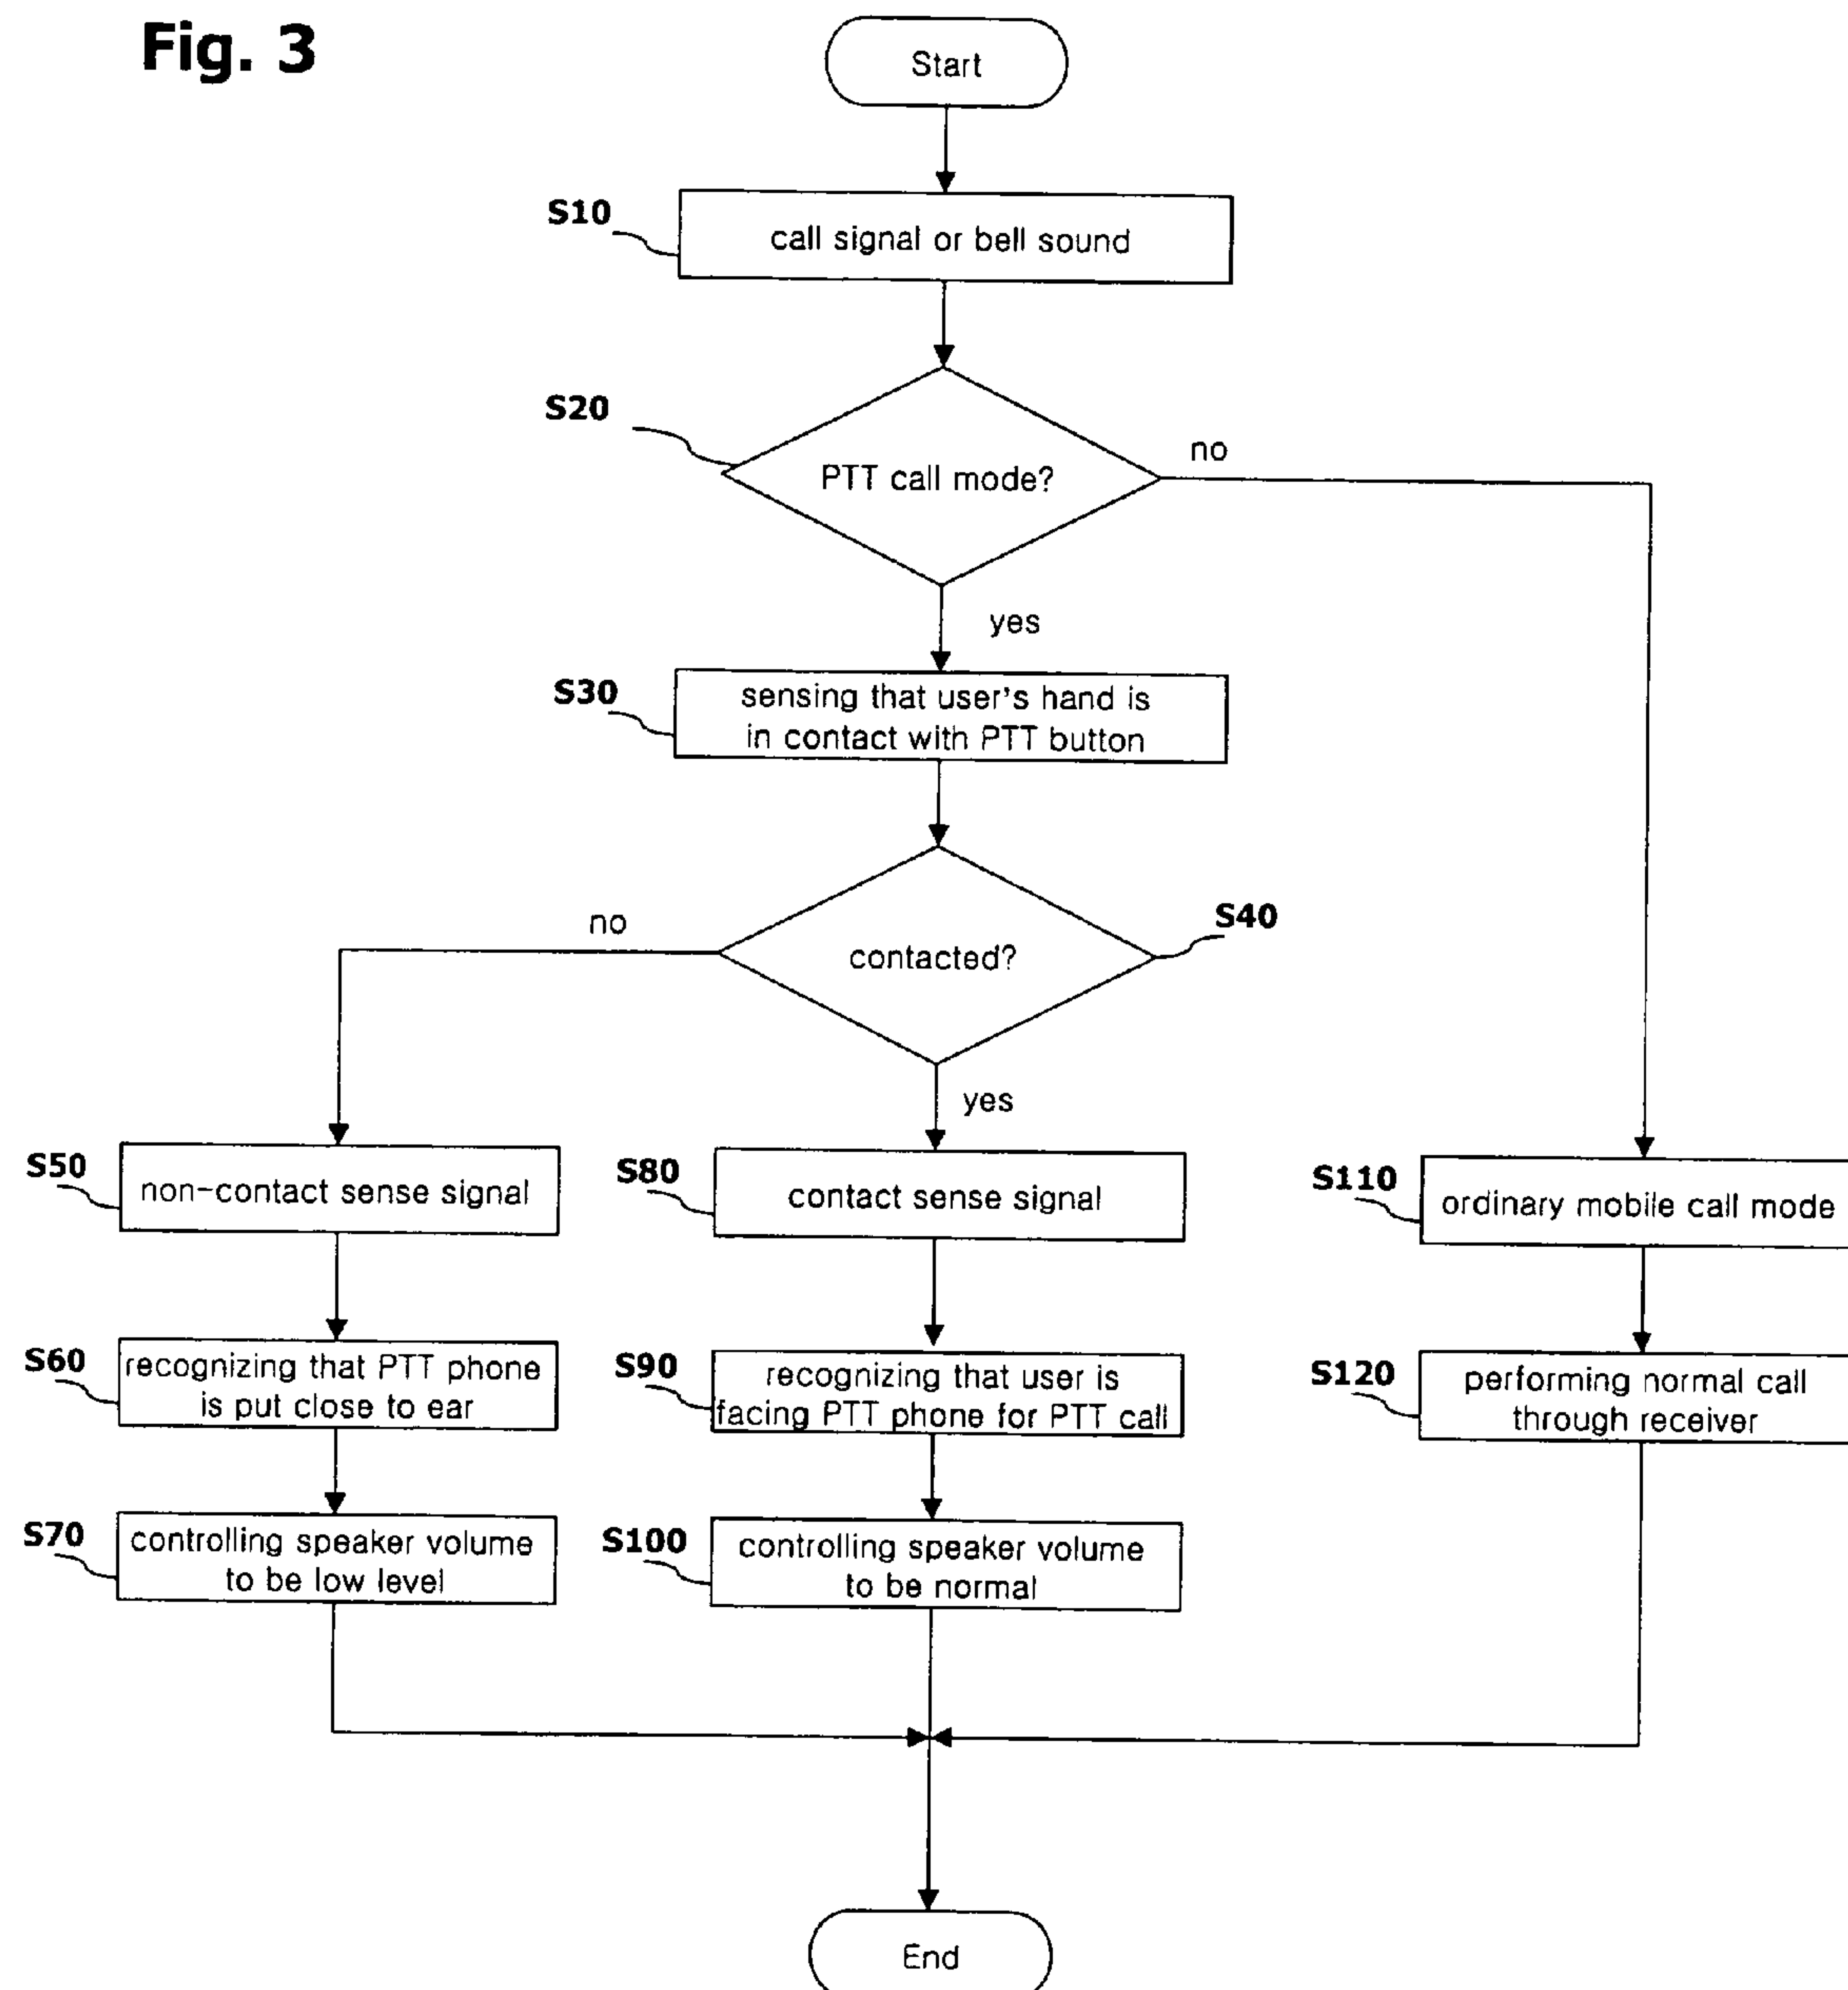 Fig. 3
Start
S10
call signal or bell sound
S20
PTT call mode?
no
yes
S30
sensing that user's hand is
in contact with PTT button
no
contacted?
S40
yes
S50
non-contact sense signal
S80
contact sense signal
S110
ordinary mobile call mode
S60
recognizing that PTT phone
is put close to ear
S90
recognizing that user is
facing PTT phone for PTT call
S120
performing normal call
through receiver
S70
controlling speaker volume
to be low level
S100
controlling speaker volume
to be normal
End